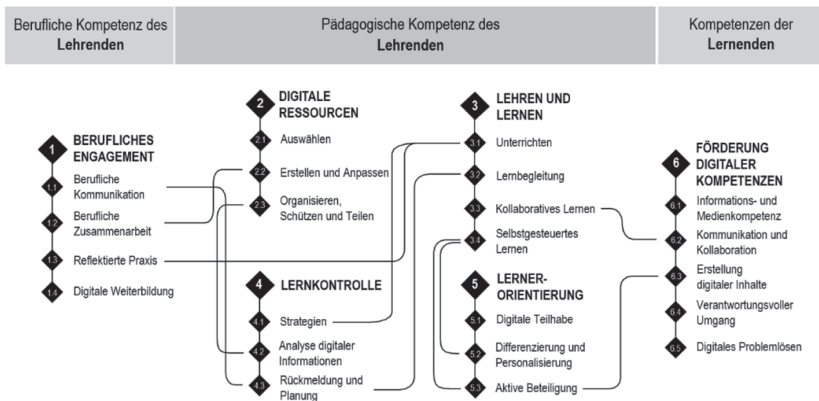 Berufliche Kompetenz des
Lehrenden
Pädagogische Kompetenz des
Lehrenden
Kompetenzen der
Lernenden
1
BERUFLICHES
ENGAGEMENT
1.1
Berufliche
Kommunikation
1.2
Berufliche
Zusammenarbeit
1.3
Reflektierte Praxis
1.4
Digitale Weiterbildung
2
DIGITALE
RESSOURCEN
2.1
Auswählen
2.2
Erstellen und Anpassen
2.3
Organisieren,
Schützen und Teilen
4
LERNKONTROLLE
4.1
Strategien
4.2
Analyse digitaler
Informationen
4.3
Rückmeldung und
Planung
3
LEHREN UND
LERNEN
3.1
Unterrichten
3.2
Lernbegleitung
3.3
Kollaboratives Lernen
3.4
Selbstgesteuertes
Lernen
5
LERNER-
ORIENTIERUNG
5.1
Digitale Teilhabe
5.2
Differenzierung und
Personalisierung
5.3
Aktive Beteiligung
6
FÖRDERUNG
DIGITALER
KOMPETENZEN
6.1
Informations- und
Medienkompetenz
6.2
Kommunikation und
Kollaboration
6.3
Erstellung
digitaler Inhalte
6.4
Verantwortungsvoller
Umgang
6.5
Digitales Problemlösen